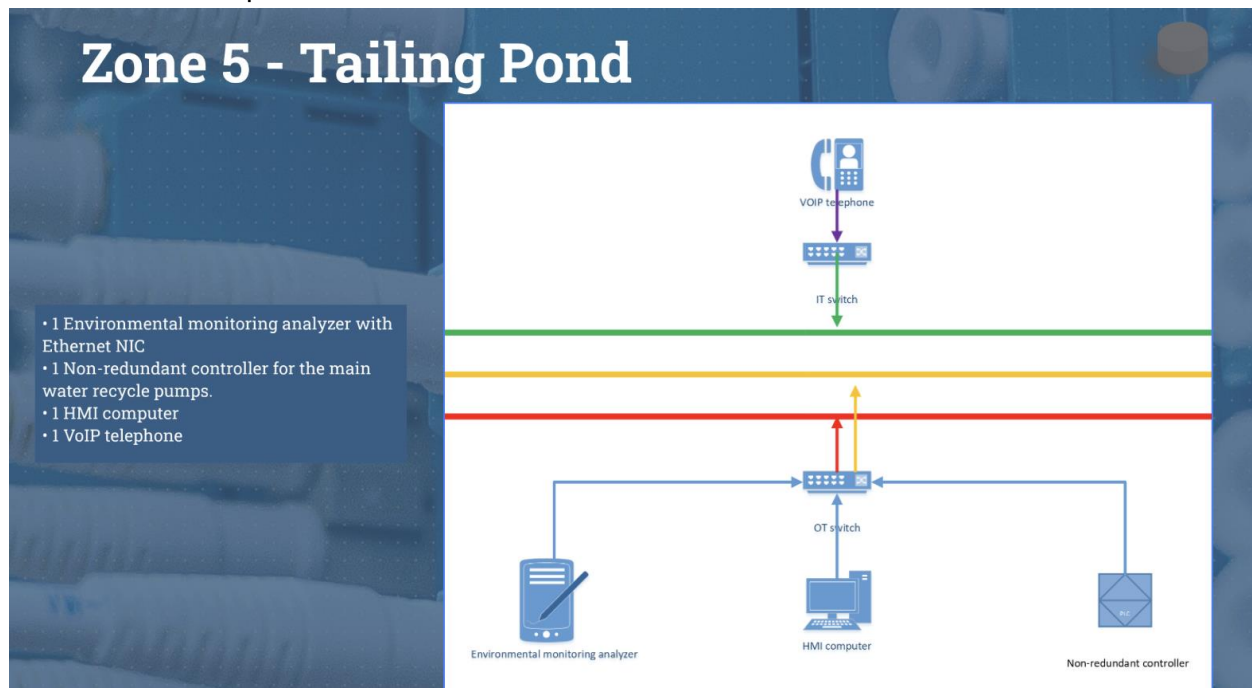 Zone 5 - Tailing Pond
VOIP telephone
IT switch
• 1 Environmental monitoring analyzer with
Ethernet NIC
• 1 Non-redundant controller for the main
water recycle pumps.
• 1 HMI computer
• 1 VoIP telephone
OT switch
PLC
Environmental monitoring analyzer
HMI computer
Non-redundant controller